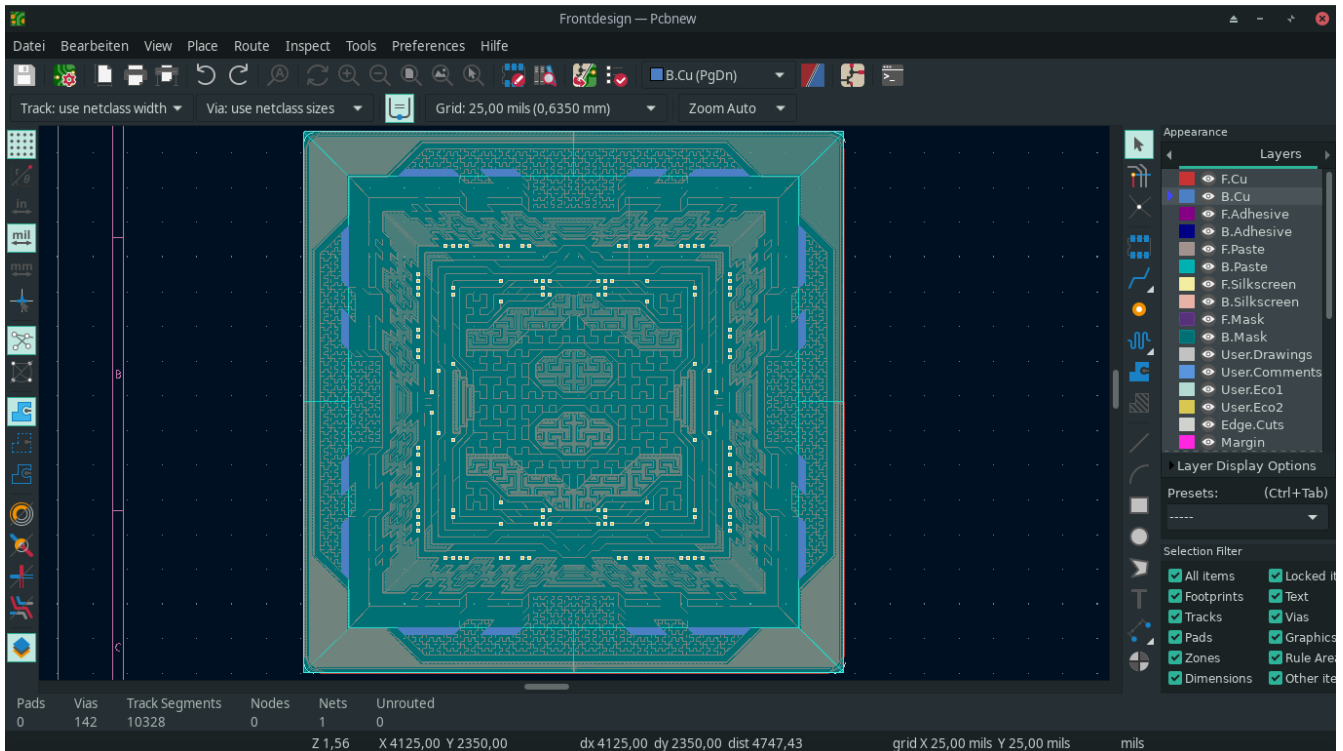 Frontdesign — Pcbnew
Datei Bearbeiten View Place Route Inspect Tools Preferences Hilfe
B.Cu (PgDn)
Track: use netclass width Via: use netclass sizes Grid: 25,00 mils (0,6350 mm) Zoom Auto
Appearance
Layers
F.Cu
B.Cu
F.Adhesive
B.Adhesive
F.Paste
B.Paste
F.Silkscreen
B.Silkscreen
F.Mask
B.Mask
User.Drawings
User.Comments
User.Eco1
User.Eco2
Edge.Cuts
Margin
Layer Display Options
Presets: (Ctrl+Tab)
-----
Selection Filter
All items Locked it
Footprints Text
Tracks Vias
Pads Graphics
Zones Rule Area
Dimensions Other ite
in
mil
mm
B
C
Pads Vias Track Segments Nodes Nets Unrouted
0 142 10328 0 1 0
Z 1,56 X 4125,00 Y 2350,00 dx 4125,00 dy 2350,00 dist 4747,43 grid X 25,00 mils Y 25,00 mils mils